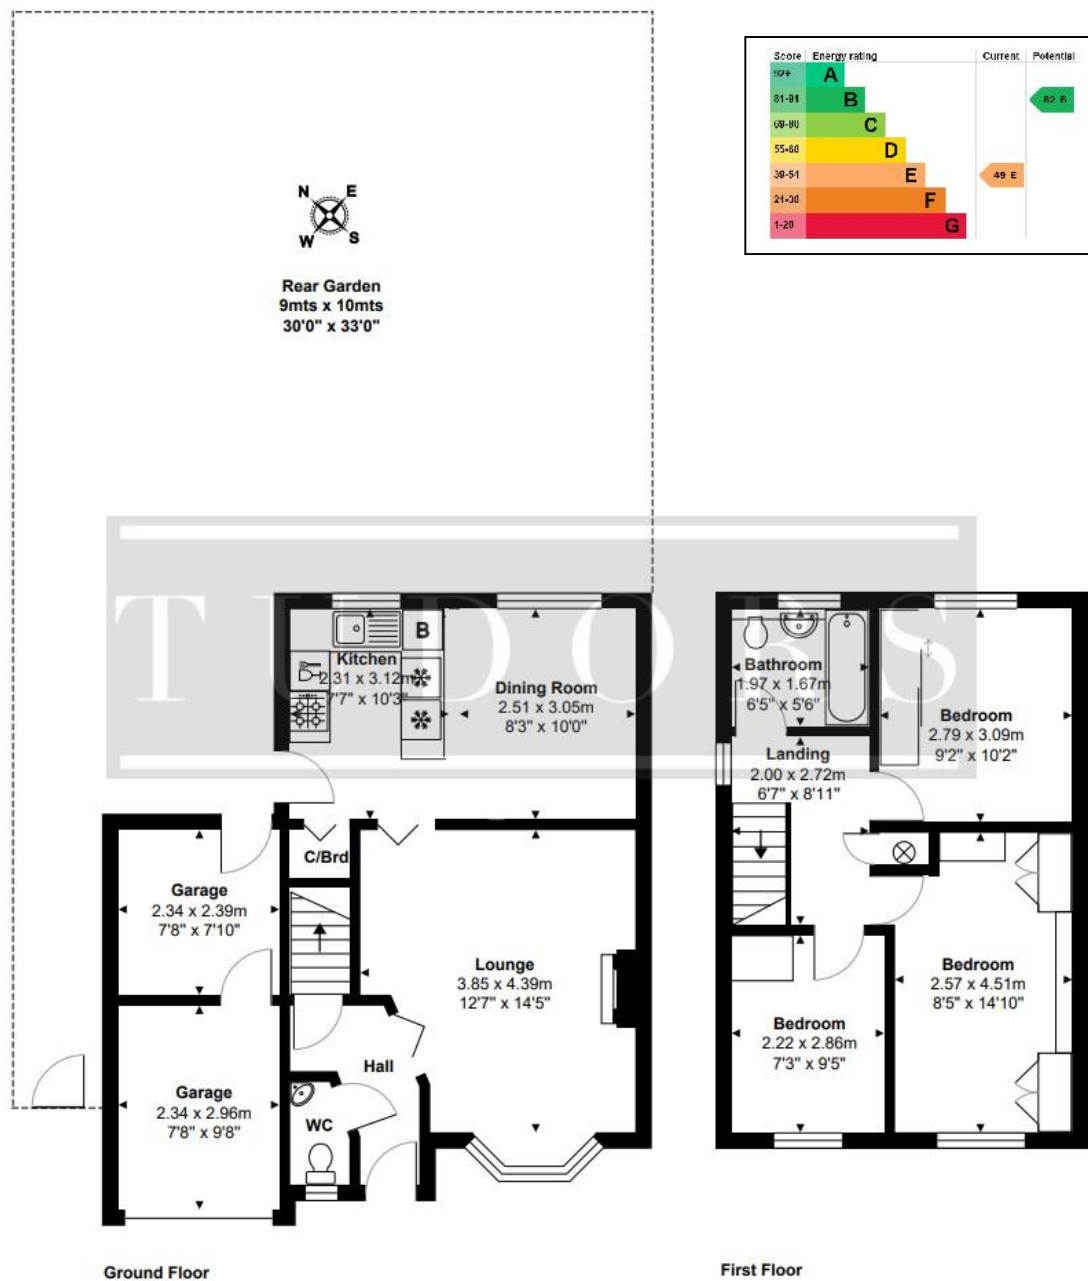 Score Energy rating Current Potential
92+ A
81-91 B 82 B
69-80 C
55-68 D
39-54 E 49 E
21-38 F
1-20 G
N E
W S
Rear Garden
9mts x 10mts
30'0" x 33'0"
TUDORS
B
Kitchen
2.31 x 3.12m
7'7" x 10'3"
Dining Room
2.51 x 3.05m
8'3" x 10'0"
Bathroom
1.97 x 1.67m
6'5" x 5'6"
Bedroom
2.79 x 3.09m
9'2" x 10'2"
Landing
2.00 x 2.72m
6'7" x 8'11"
C/Brd
Garage
2.34 x 2.39m
7'8" x 7'10"
Lounge
3.85 x 4.39m
12'7" x 14'5"
Bedroom
2.57 x 4.51m
8'5" x 14'10"
Bedroom
2.22 x 2.86m
7'3" x 9'5"
Hall
Garage
2.34 x 2.96m
7'8" x 9'8"
WC
Ground Floor
First Floor